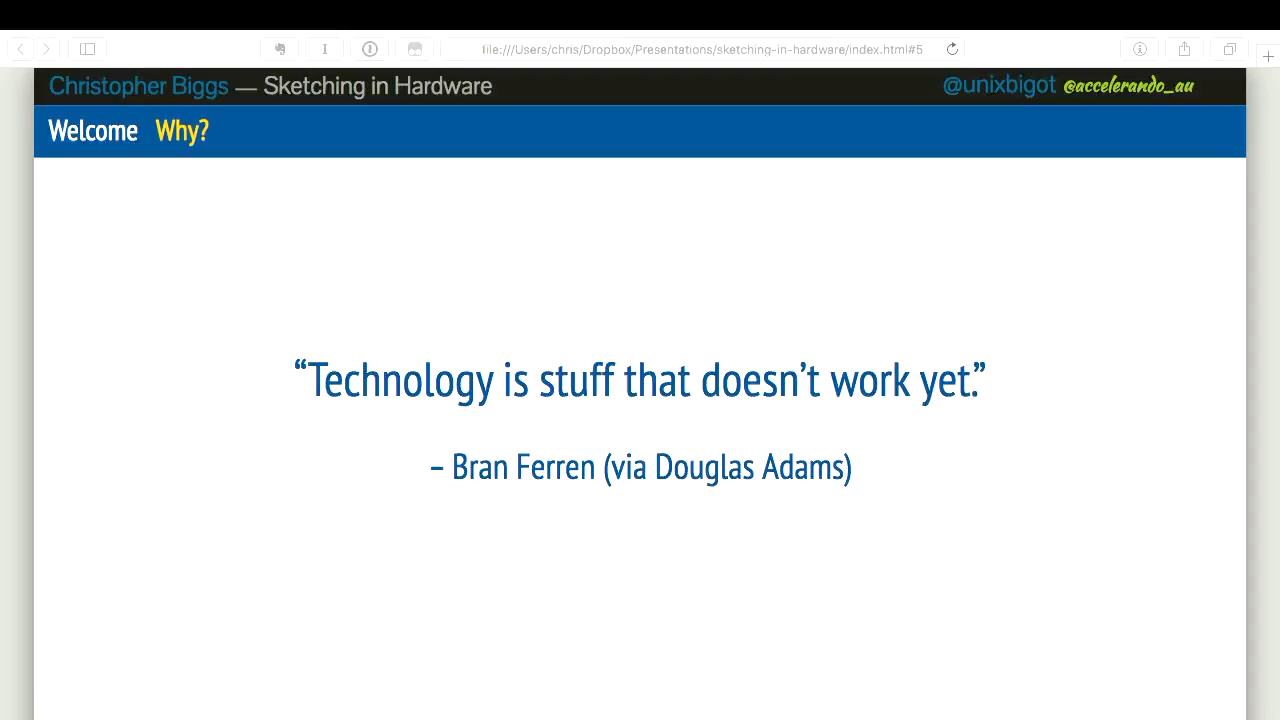 file:///Users/chris/Dropbox/Presentations/sketching-in-hardware/index.html#5
Christopher Biggs — Sketching in Hardware @unixbigot @accelerando_au
Welcome Why?
“Technology is stuff that doesn’t work yet.”
– Bran Ferren (via Douglas Adams)